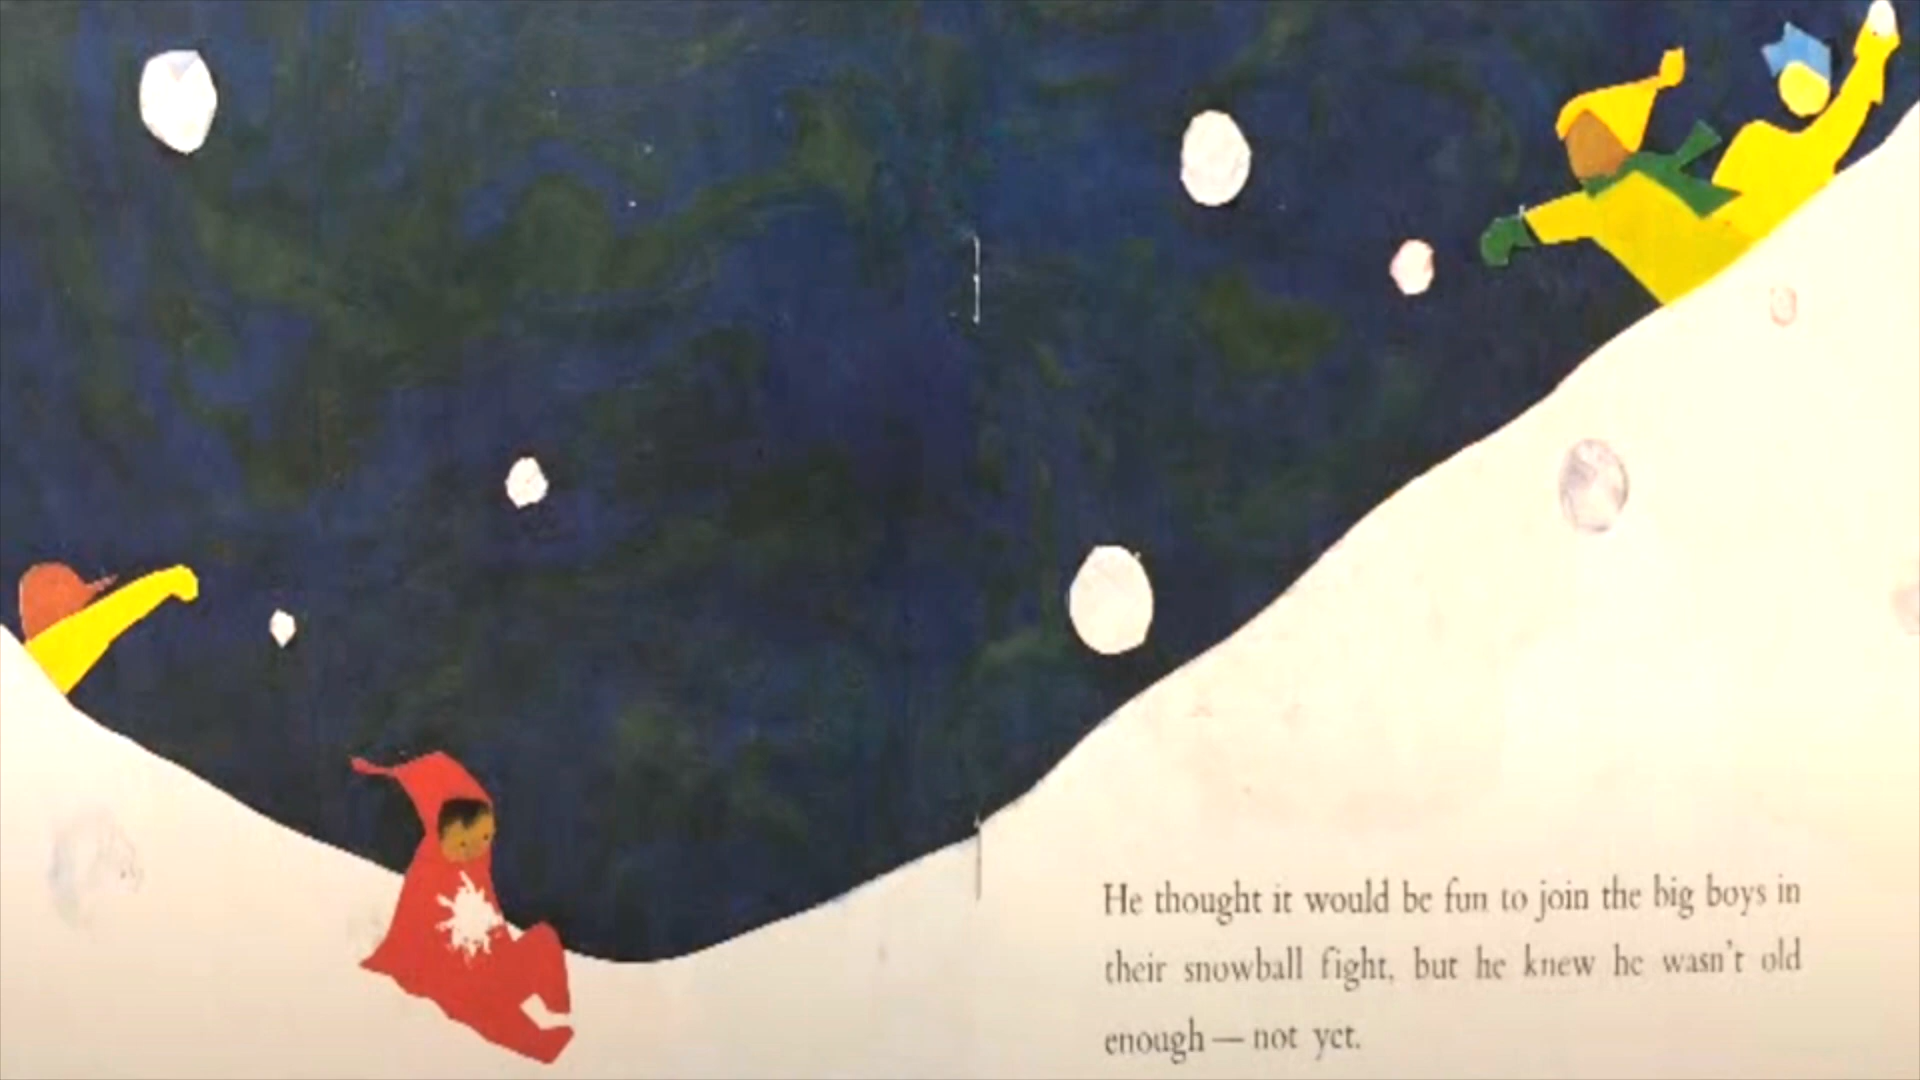 He thought it would be fun to join the big boys in
their snowball fight, but he knew he wasn't old
enough — not yet.